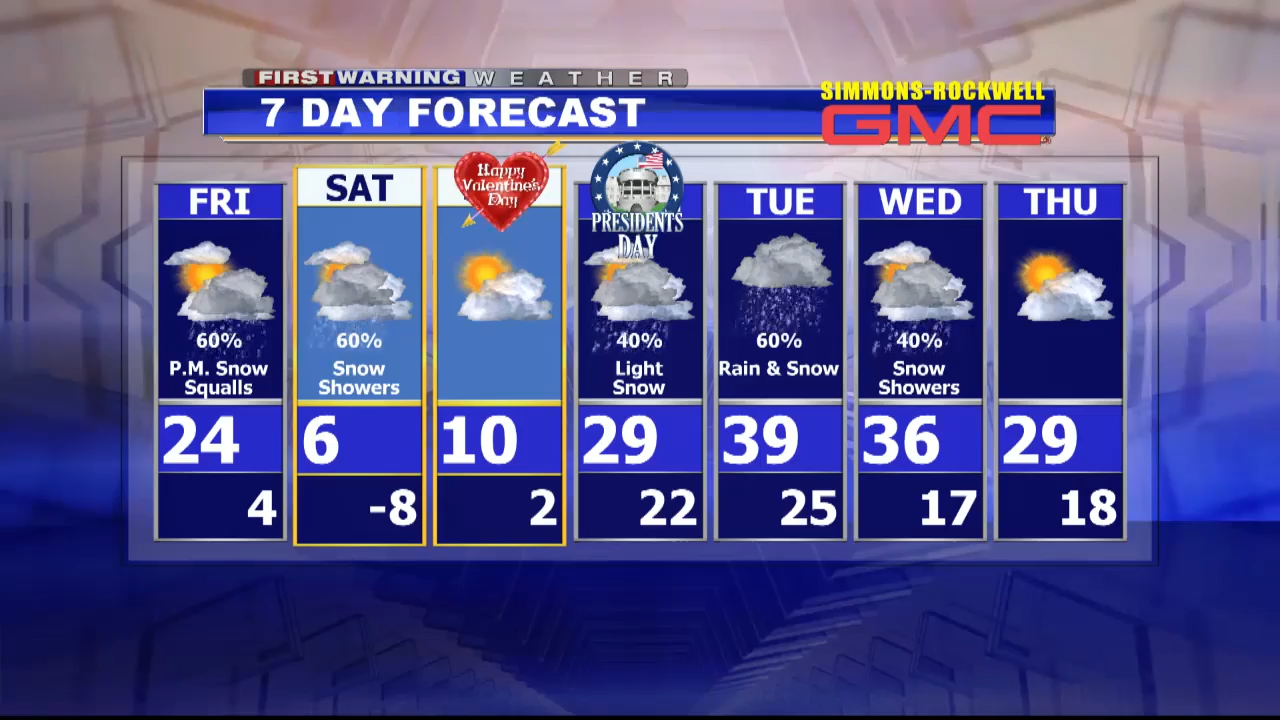 FIRST WARNING WEATHER
7 DAY FORECAST
SIMMONS-ROCKWELL
GMC
FRI
60%
P.M. Snow
Squalls
24
4
SAT
60%
Snow
Showers
6
-8
Happy
Valentine's
Day
10
2
PRESIDENTS
DAY
40%
Light
Snow
29
22
TUE
60%
Rain & Snow
39
25
WED
40%
Snow
Showers
36
17
THU
29
18